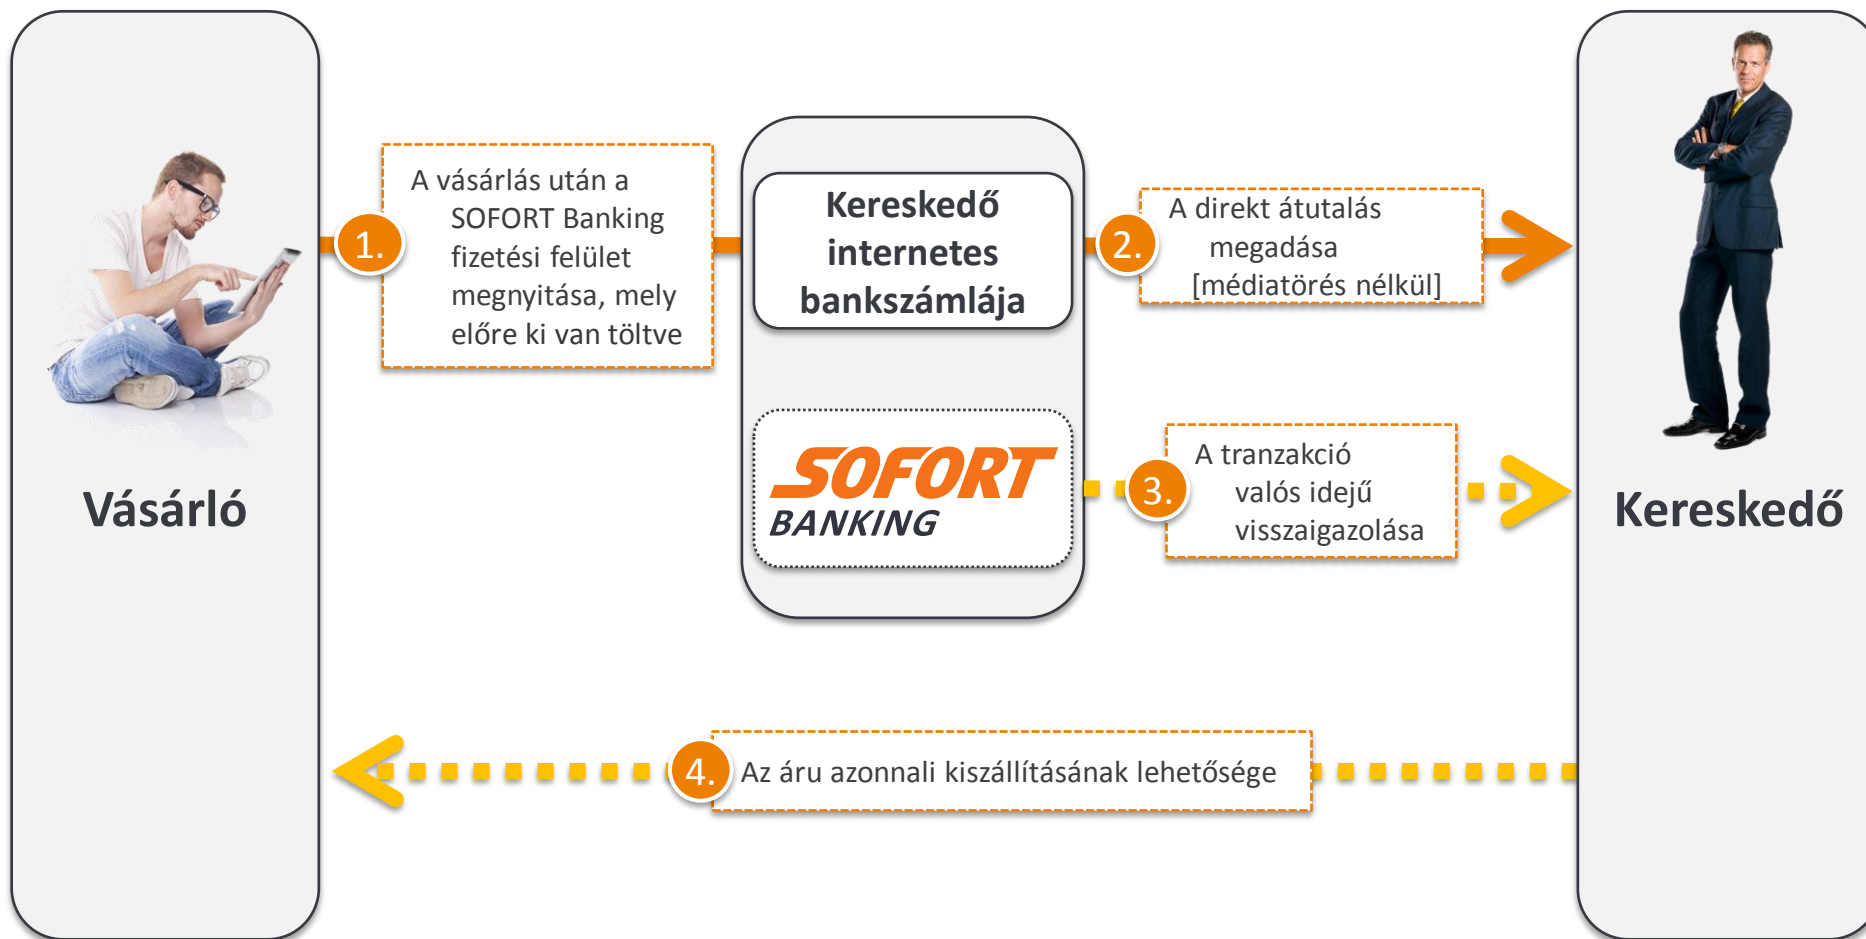 Vásárló
1.
A vásárlás után a
SOFORT Banking
fizetési felület
megnyitása, mely
előre ki van töltve
Kereskedő
internetes
bankszámlája
SOFORT
BANKING
2.
A direkt átutalás
megadása
[médiatörés nélkül]
3.
A tranzakció
valós idejű
visszaigazolása
Kereskedő
4.
Az áru azonnali kiszállításának lehetősége